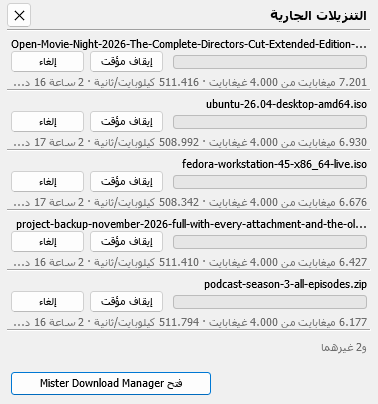 التنزيلات الجارية
Open-Movie-Night-2026-The-Complete-Directors-Cut-Extended-Edition-...
إيقاف مؤقت إلغاء
7.201 ميغابايت من 4.000 غيغابايت · 511.416 كيلوبايت/ثانية · 2 ساعة 16 د...
ubuntu-26.04-desktop-amd64.iso
إيقاف مؤقت إلغاء
6.930 ميغابايت من 4.000 غيغابايت · 508.992 كيلوبايت/ثانية · 2 ساعة 17 د...
fedora-workstation-45-x86_64-live.iso
إيقاف مؤقت إلغاء
6.676 ميغابايت من 4.000 غيغابايت · 508.342 كيلوبايت/ثانية · 2 ساعة 17 د...
project-backup-november-2026-full-with-every-attachment-and-the-ol...
إيقاف مؤقت إلغاء
6.427 ميغابايت من 4.000 غيغابايت · 511.410 كيلوبايت/ثانية · 2 ساعة 16 د...
podcast-season-3-all-episodes.zip
إيقاف مؤقت إلغاء
6.177 ميغابايت من 4.000 غيغابايت · 511.794 كيلوبايت/ثانية · 2 ساعة 16 د...
و2 غيرهما
فتح Mister Download Manager